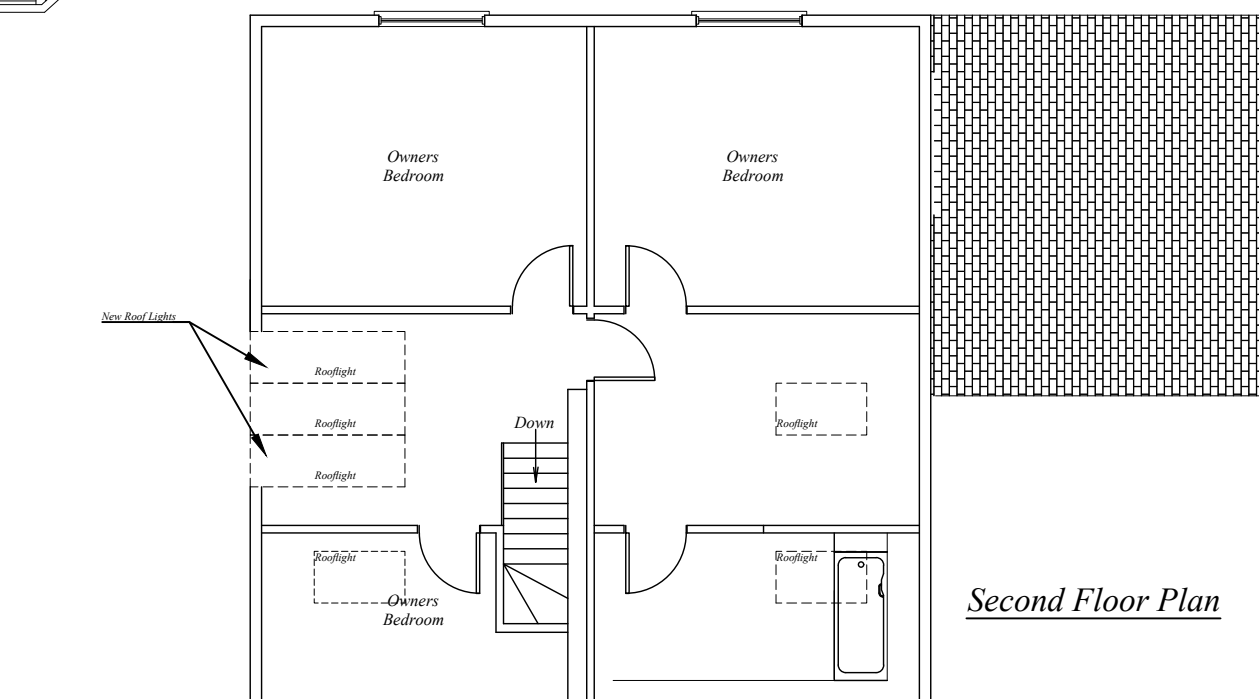 Owners
Bedroom
Owners
Bedroom
New Roof Lights
Rooflight
Rooflight
Rooflight
Down
Rooflight
Rooflight
Owners
Bedroom
Rooflight
Second Floor Plan